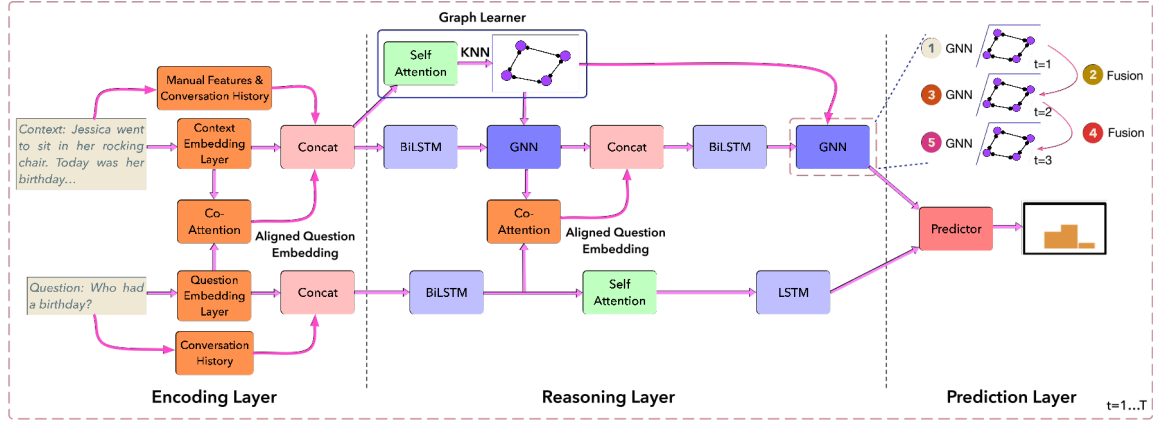 Graph Learner
Self
Attention
KNN
Manual Features &
Conversation History
Context: Jessica went
to sit in her rocking
chair. Today was her
birthday...
Context
Embedding
Layer
Concat
BiLSTM
GNN
Concat
BiLSTM
GNN
Co-
Attention
Aligned Question
Embedding
Co-
Attention
Aligned Question
Embedding
Question: Who had
a birthday?
Question
Embedding
Layer
Concat
BiLSTM
Self
Attention
LSTM
Conversation
History
1 GNN
t=1
2 Fusion
3 GNN
t=2
4 Fusion
5 GNN
t=3
Predictor
Encoding Layer
Reasoning Layer
Prediction Layer
t=1...T